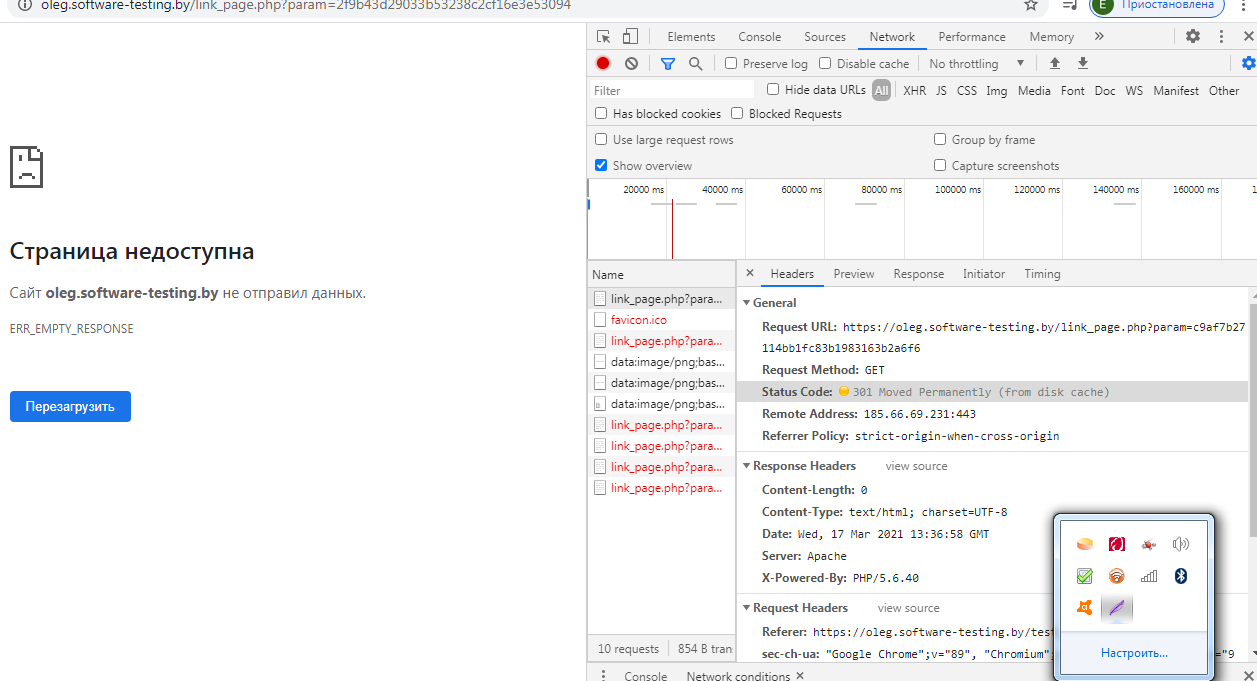 oleg.software-testing.by/link_page.php?param=2f9b43d29033b53238c2cf16e3e53094
E Приостановлена
Страница недоступна
Сайт oleg.software-testing.by не отправил данных.
ERR_EMPTY_RESPONSE
Перезагрузить
Elements Console Sources Network Performance Memory »
Preserve log Disable cache No throttling ▼
Filter Hide data URLs All XHR JS CSS Img Media Font Doc WS Manifest Other
Has blocked cookies Blocked Requests
Use large request rows Group by frame
Show overview Capture screenshots
20000 ms 40000 ms 60000 ms 80000 ms 100000 ms 120000 ms 140000 ms 160000 ms 1
Name
link_page.php?para...
favicon.ico
link_page.php?para...
data:image/png;bas...
data:image/png;bas...
data:image/png;bas...
link_page.php?para...
link_page.php?para...
link_page.php?para...
link_page.php?para...
10 requests 854 B tran
× Headers Preview Response Initiator Timing
General
Request URL: https://oleg.software-testing.by/link_page.php?param=c9af7b27
114bb1fc83b1983163b2a6f6
Request Method: GET
Status Code: 301 Moved Permanently (from disk cache)
Remote Address: 185.66.69.231:443
Referrer Policy: strict-origin-when-cross-origin
Response Headers view source
Content-Length: 0
Content-Type: text/html; charset=UTF-8
Date: Wed, 17 Mar 2021 13:36:58 GMT
Server: Apache
X-Powered-By: PHP/5.6.40
Request Headers view source
Referer: https://oleg.software-testing.by/test
sec-ch-ua: "Google Chrome";v="89", "Chromium" ="9
Настроить...
Console Network conditions ×